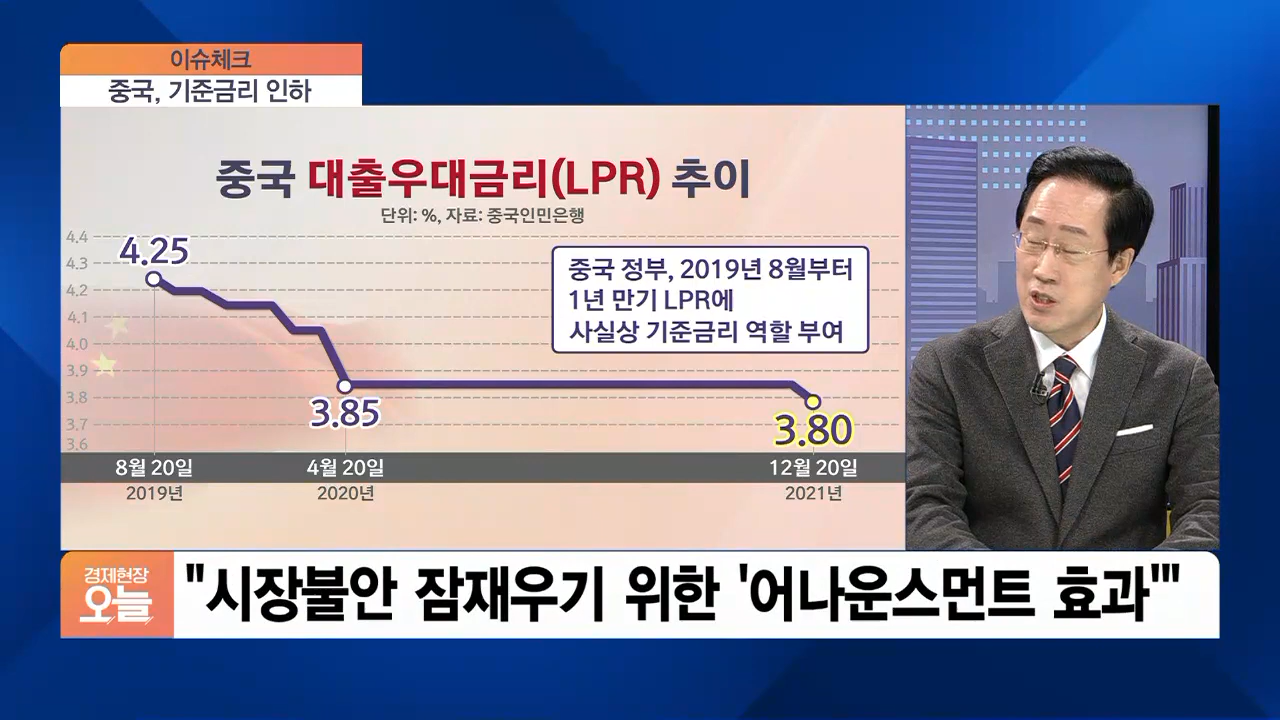 이슈체크
중국, 기준금리 인하
중국 대출우대금리(LPR) 추이
단위: %, 자료: 중국인민은행
4.4
4.3
4.2
4.1
4.0
3.9
3.8
3.7
3.6
4.25
3.85
3.80
중국 정부, 2019년 8월부터
1년 만기 LPR에
사실상 기준금리 역할 부여
8월 20일
4월 20일
12월 20일
2019년
2020년
2021년
경제현장
오늘
"시장불안 잠재우기 위한 '어나운스먼트 효과'"